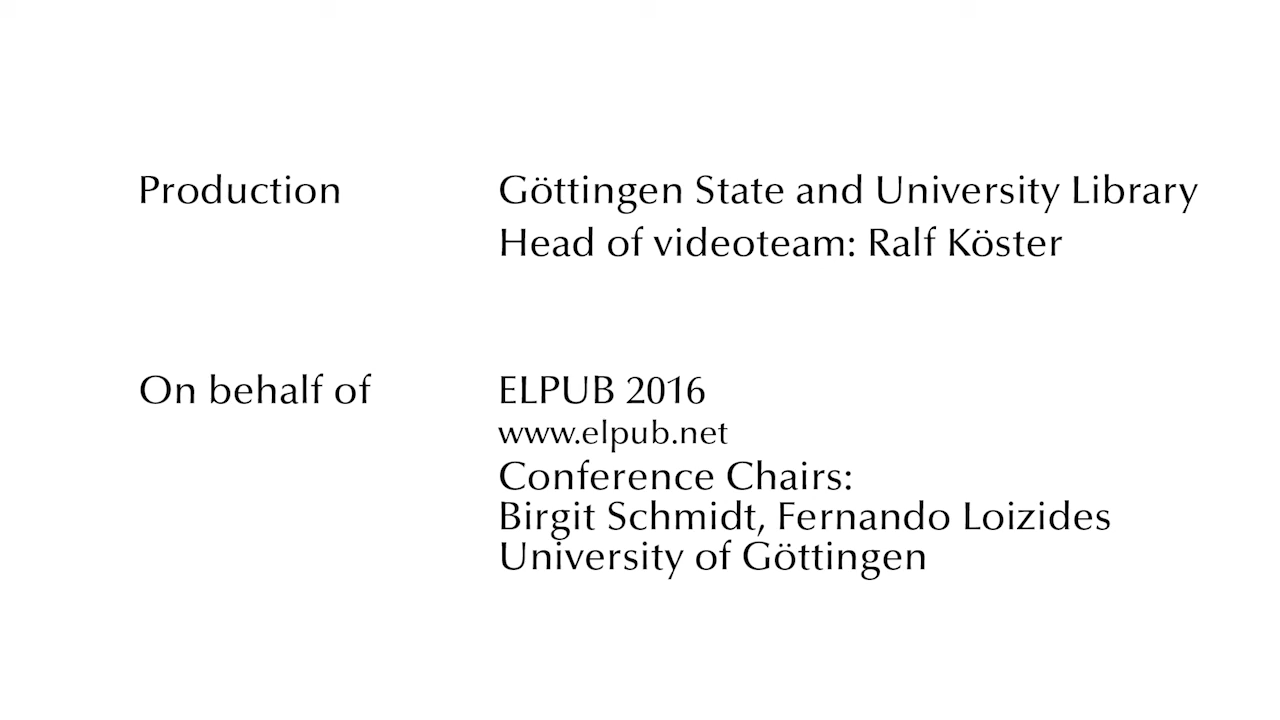 Production Göttingen State and University Library
Head of videoteam: Ralf Köster
On behalf of ELPUB 2016
www.elpub.net
Conference Chairs:
Birgit Schmidt, Fernando Loizides
University of Göttingen